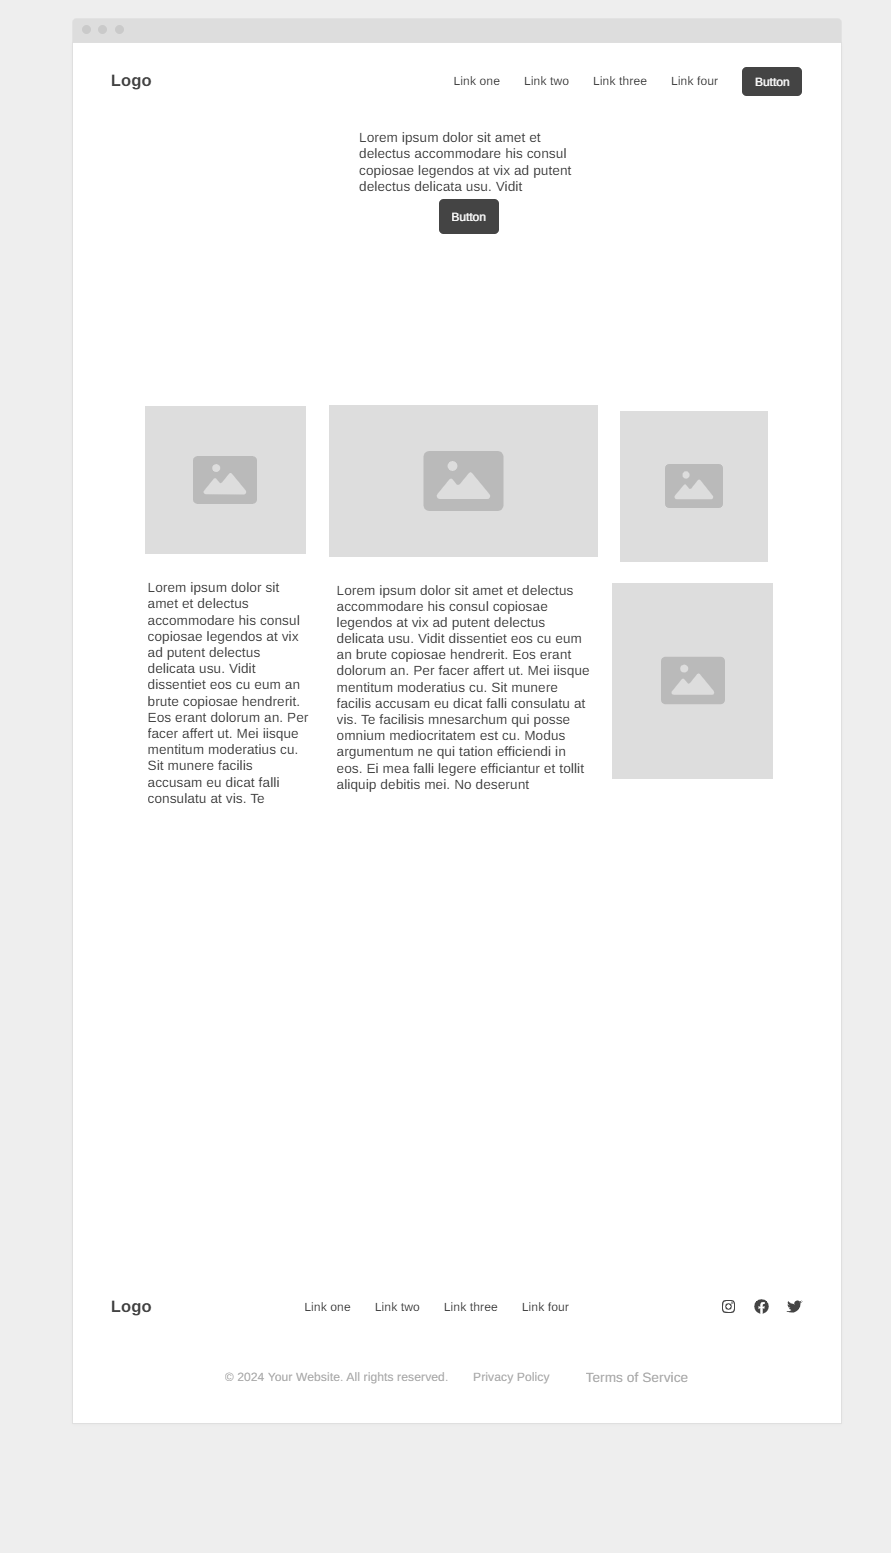 Logo
Link one Link two Link three Link four Button
Lorem ipsum dolor sit amet et
delectus accommodare his consul
copiosae legendos at vix ad putent
delectus delicata usu. Vidit
Button
Lorem ipsum dolor sit
amet et delectus
accommodare his consul
copiosae legendos at vix
ad putent delectus
delicata usu. Vidit
dissentiet eos cu eum an
brute copiosae hendrerit.
Eos erant dolorum an. Per
facer affert ut. Mei iisque
mentitum moderatius cu.
Sit munere facilis
accusam eu dicat falli
consulatu at vis. Te
Lorem ipsum dolor sit amet et delectus
accommodare his consul copiosae
legendos at vix ad putent delectus
delicata usu. Vidit dissentiet eos cu eum
an brute copiosae hendrerit. Eos erant
dolorum an. Per facer affert ut. Mei iisque
mentitum moderatius cu. Sit munere
facilis accusam eu dicat falli consulatu at
vis. Te facilisis mnesarchum qui posse
omnium mediocritatem est cu. Modus
argumentum ne qui tation efficiendi in
eos. Ei mea falli legere efficiantur et tollit
aliquip debitis mei. No deserunt
Logo
Link one Link two Link three Link four
© 2024 Your Website. All rights reserved. Privacy Policy Terms of Service